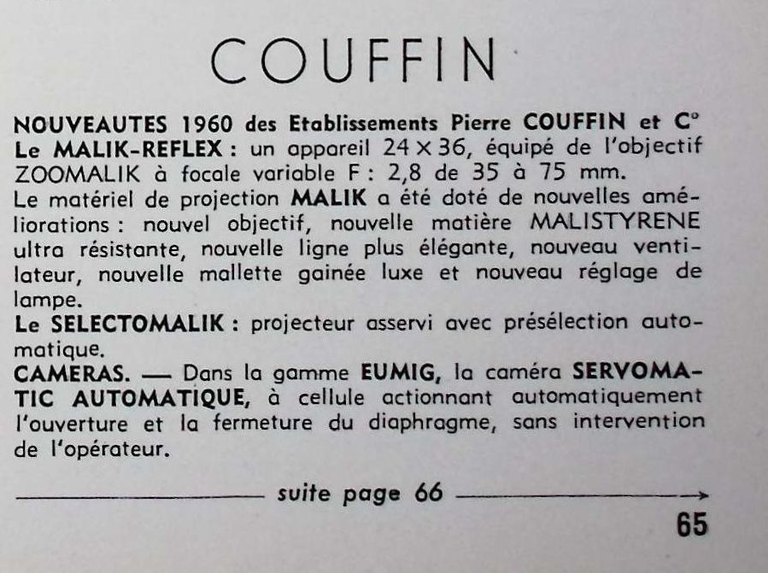 COUFFIN
NOUVEAUTES 1960 des Etablissements Pierre COUFFIN et C°
Le MALIK-REFLEX : un appareil 24 × 36, équipé de l'objectif
ZOOMALIK à focale variable F : 2,8 de 35 à 75 mm.
Le matériel de projection MALIK a été doté de nouvelles amé-
liorations : nouvel objectif, nouvelle matière MALISTYRENE
ultra résistante, nouvelle ligne plus élégante, nouveau venti-
lateur, nouvelle mallette gainée luxe et nouveau réglage de
lampe.
Le SELECTOMALIK : projecteur asservi avec présélection auto-
matique.
CAMERAS. — Dans la gamme EUMIG, la caméra SERVOMA-
TIC AUTOMATIQUE, à cellule actionnant automatiquement
l'ouverture et la fermeture du diaphragme, sans intervention
de l'opérateur.
suite page 66
65